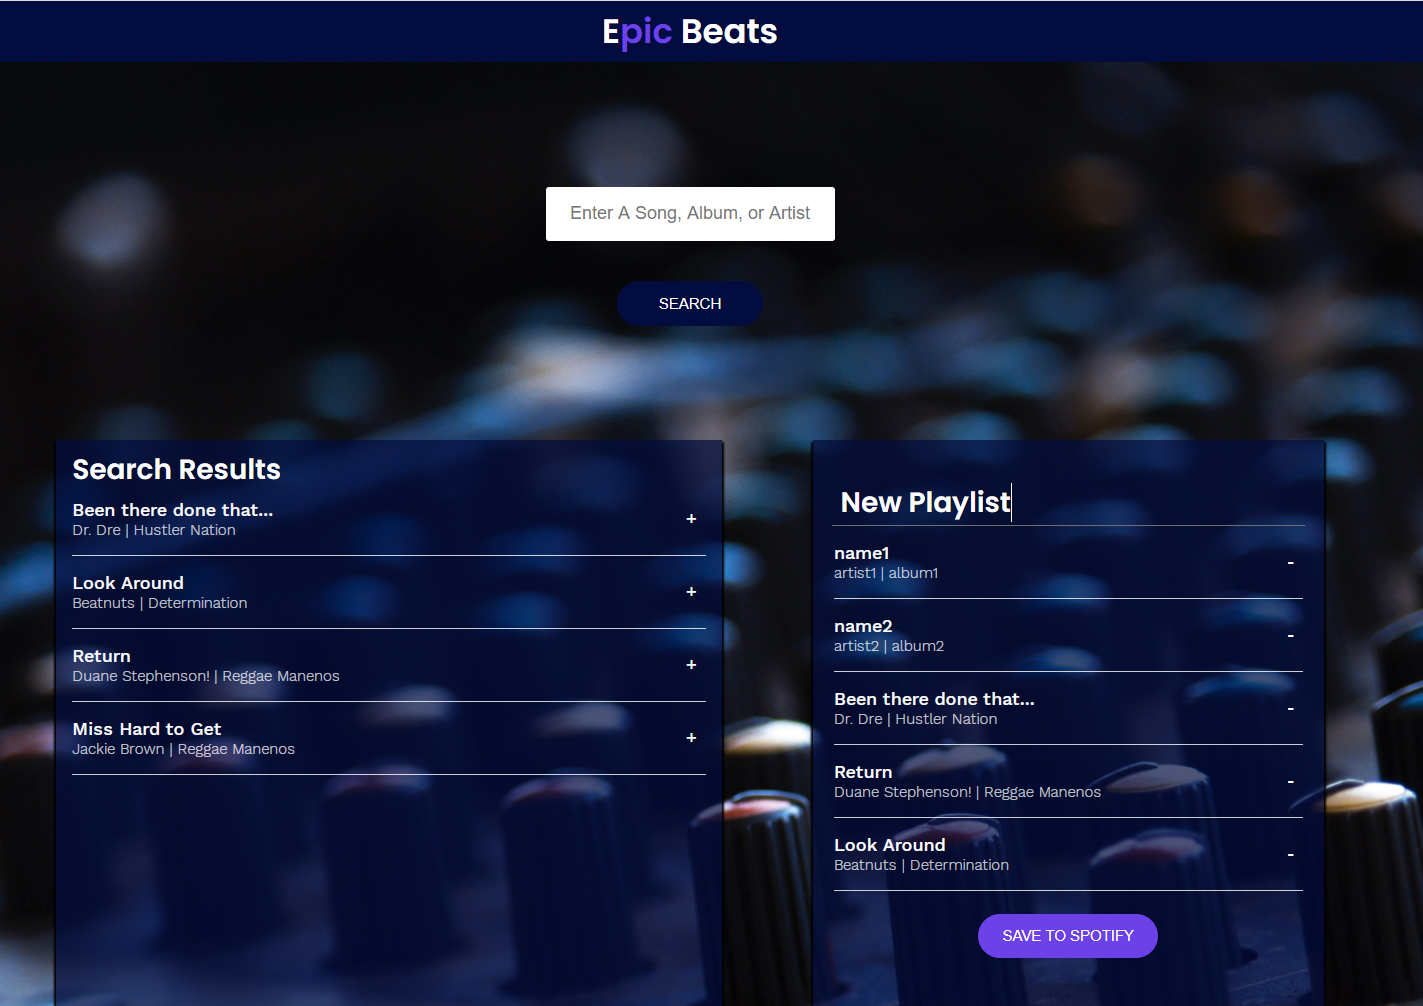 Epic Beats
Enter A Song, Album, or Artist
SEARCH
Search Results
Been there done that...
Dr. Dre | Hustler Nation
+
Look Around
Beatnuts | Determination
+
Return
Duane Stephenson! | Reggae Manenos
+
Miss Hard to Get
Jackie Brown | Reggae Manenos
+
New Playlist
name1
artist1 | album1
-
name2
artist2 | album2
-
Been there done that...
Dr. Dre | Hustler Nation
-
Return
Duane Stephenson! | Reggae Manenos
-
Look Around
Beatnuts | Determination
-
SAVE TO SPOTIFY